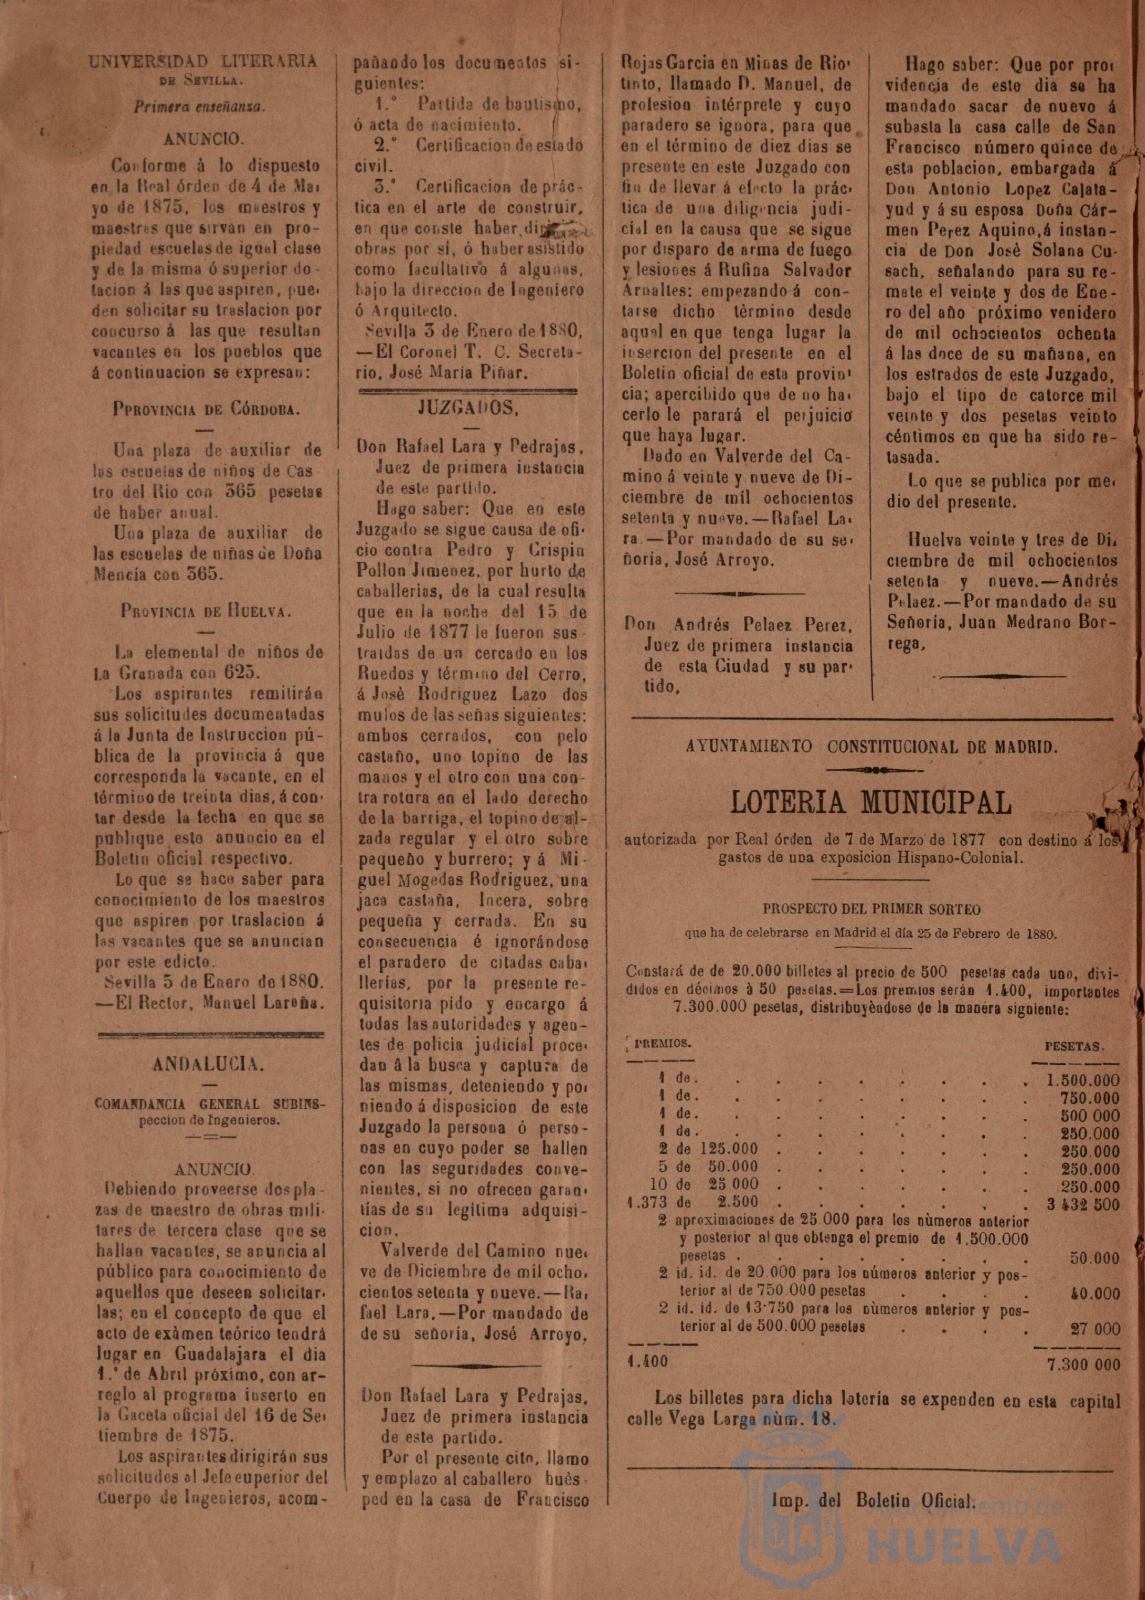 UNIVERSIDAD LITERARIA
DE SEVILLA.
Primera enseñanza.
ANUNCIO.
Conforme á lo dispuesto
en la Real órden de 4 de Ma-
yo de 1875, los maestros y
maestras que sirvan en pro-
piedad escuelas de igual clase
y de la misma ó superior do-
tacion á las que aspiren, pue-
den solicitar su traslacion por
concurso à las que resultan
vacantes en los pueblos que
á continuacion se expresan:
PPROVINCIA DE CÓRDOBA.
Una plaza de auxiliar de
las escuelas de niños de Cas
tro del Rio con 365 pesetas
de haber anual.
Una plaza de auxiliar de
las escuelas de niñas de Doña
Mencía con 365.
PROVINCIA DE HUELVA.
La elemental de niños de
La Granada con 625.
Los aspirantes remitirán
sus solicitudes documentadas
á la Junta de Instruccion pú-
blica de la provincia á que
corresponda la vacante, en el
término de treinta dias, á con-
tar desde la fecha en que se
publique este anuncio en el
Boletin oficial respectivo.
Lo que se hace saber para
conocimiento de los maestros
que aspiren por traslacion á
las vacantes que se anuncian
por este edicto.
Sevilla 5 de Enero de 1880.
—El Rector, Manuel Laraña.
ANDALUCIA.
COMANDANCIA GENERAL SUBINS-
peccion de Ingenieros.
ANUNCIO.
Debiendo proveerse dos pla-
zas de maestro de obras mili-
tares de tercera clase que se
hallan vacantes, se anuncia al
público para conocimiento de
aquellos que deseen solicitar-
las; en el concepto de que el
acto de exàmen teórico tendrá
lugar en Guadalajara el dia
1.º de Abril próximo, con ar-
reglo al programa inserto en
la Gaceta oficial del 16 de Se-
tiembre de 1875.
Los aspirantes dirigirán sus
solicitudes al Jefe euperior del
Cuerpo de Ingenieros, acom-
pañando los documentos si-
guientes:
1.º Partida de bautismo,
ó acta de nacimiento.
2.º Certificacion de estado
civil.
3.º Certificacion de prác-
tica en el arte de construir,
en que conste haber
obras por si, ó haber asistido
como facultativo á algunas,
bajo la direccion de Ingeniero
ó Arquitecto.
Sevilla 3 de Enero de 1880,
—El Coronel T. C. Secreta-
rio, José María Piñar.
JUZGADOS,
Don Rafael Lara y Pedrajas,
Juez de primera instancia
de este partido.
Hago saber: Que en este
Juzgado se sigue causa de ofi-
cio contra Pedro y Crispin
Pollon Jimenez, por hurto de
caballerias, de la cual resulta
que en la noche del 15 de
Julio de 1877 le fueron sus-
traidas de un cercado en los
Ruedos y término del Cerro,
á Josè Rodriguez Lazo dos
mulos de las señas siguientes:
ambos cerrados, con pelo
castaño, uno topino de las
manos y el otro con una con-
tra rotura en el lado derecho
de la barriga, el topino de al-
zada regular y el otro sobre
pequeño y burrero; y á Mi-
guel Mogedas Rodriguez, una
jaca castaña, lucera, sobre
pequeña y cerrada. En su
consecuencia é ignorándose
el paradero de citadas caba-
llerías, por la presente re-
quisitoria pido y encargo á
todas las autoridades y agen-
tes de policia judicíal proce-
dan á la busca y captura de
las mismas, deteniendo y po-
niendo á disposicion de este
Juzgado la persona ó perso-
nas en cuyo poder se hallen
con las seguridades conve-
nientes, si no ofrecen garan-
tias de su legítima adquisi-
cion.
Valverde del Camino nue-
ve de Diciembre de mil ocho-
cientos setenta y nueve.—Ra-
fael Lara.—Por mandado de
de su señoría, José Arroyo.
Don Rafael Lara y Pedrajas,
Juez de primera instancia
de este partido.
Por el presente cito, llamo
y emplazo al caballero hués-
ped en la casa de Francisco
Rojas Garcia en Minas de Rio-
tinto, llamado D. Manuel, de
profesion intérprete y cuyo
paradero se ignora, para que
en el término de diez dias se
presente en este Juzgado con
fin de llevar á efecto la prác-
tica de una diligencia judi-
cial en la causa que se sigue
por disparo de arma de fuego
y lesiones á Rufina Salvador
Arnaltes: empezando á con-
tarse dicho término desde
aquel en que tenga lugar la
insercion del presente en el
Boletin oficial de esta provin-
cia; apercibido que de no ha-
cerlo le parará el perjuicio
que haya lugar.
Dado en Valverde del Ca-
mino á veinte y nueve de Di-
ciembre de mil ochocientos
setenta y nueve.—Rafael La-
ra.—Por mandado de su se-
ñoria, José Arroyo.
Don Andrés Pelaez Perez,
Juez de primera instancia
de esta Ciudad y su par-
tido,
Hago saber: Que por pro-
videncia de este dia se ha
mandado sacar de nuevo á
subasta la casa calle de San
Francisco número quince de
esta poblacion, embargada á
Don Antonio Lopez Calata-
yud y á su esposa Doña Cár-
men Perez Aquino, á instan-
cia de Don Josè Solana Cu-
sach, señalando para su re-
mate el veinte y dos de Ene-
ro del año próximo venidero
de mil ochocientos ochenta
á las doce de su mañana, en
los estrados de este Juzgado,
bajo el tipo de catorce mil
veinte y dos pesetas veinto
céntimos en que ha sido re-
tasada.
Lo que se publica por me-
dio del presente.
Huelva veinte y tres de Di-
ciembre de mil ochocientos
setenta y nueve.—Andrés
Pelaez.—Por mandado de su
Señoría, Juan Medrano Bor-
rega,
AYUNTAMIENTO CONSTITUCIONAL DE MADRID.
LOTERIA MUNICIPAL
autorizada por Real órden de 7 de Marzo de 1877 con destino á los
gastos de una exposicion Hispano-Colonial.
PROSPECTO DEL PRIMER SORTEO
que ha de celebrarse en Madrid el día 25 de Febrero de 1880.
Constará de de 20.000 billetes al precio de 500 pesetas cada uno, divi-
didos en décimos à 50 pesetas.=Los premios serán 1.400, importantes
7.300.000 pesetas, distribuyèndose de la manera signiente:
PREMIOS. PESETAS.
1 de. . . . . . . . . 1.500.000
1 de. . . . . . . . . 750.000
1 de. . . . . . . . . 500 000
1 de. . . . . . . . . 250.000
2 de 125.000 . . . . . . . 250.000
5 de 50.000 . . . . . . . 250.000
10 de 25 000 . . . . . . . 250.000
1.373 de 2.500 . . . . . . . 3 432 500
2 aproximaciones de 25.000 para los nùmeros anterior
y posterior al que obtenga el premio de 1.500.000
pesetas . . . . . . . . 50.000
2 id. id. de 20.000 para los números anterior y pos-
terior al de 750.000 pesetas . . . . 40.000
2 id. id. de 13·750 para los nùmeros anterior y pos-
terior al de 500.000 pesetas . . . . 27 000
1.400 7.300 000
Los billetes para dicha lotería se expenden en esta capital
calle Vega Larga nùm. 18.
Imp. del Boletin Oficial.
Ayuntamiento de
HUELVA